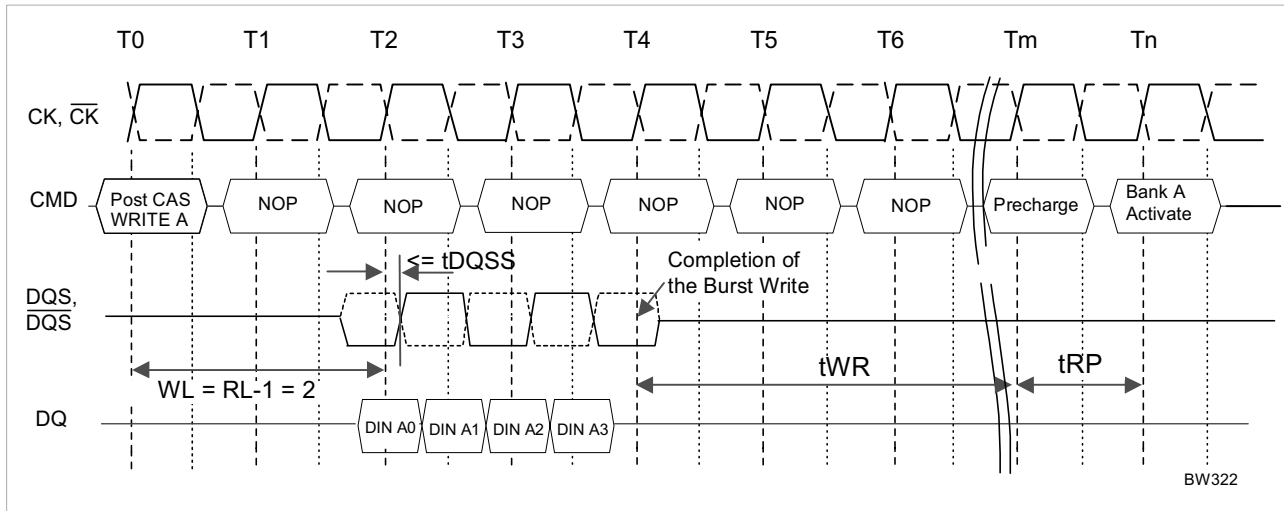 T0 T1 T2 T3 T4 T5 T6 Tm Tn
CK, C̅K̅
CMD
Post CAS
WRITE A
NOP NOP NOP NOP NOP NOP Precharge
Bank A
Activate
<= tDQSS
Completion of
the Burst Write
DQS,
D̅Q̅S̅
WL = RL-1 = 2
tWR
tRP
DQ
DIN A0 DIN A1 DIN A2 DIN A3
BW322